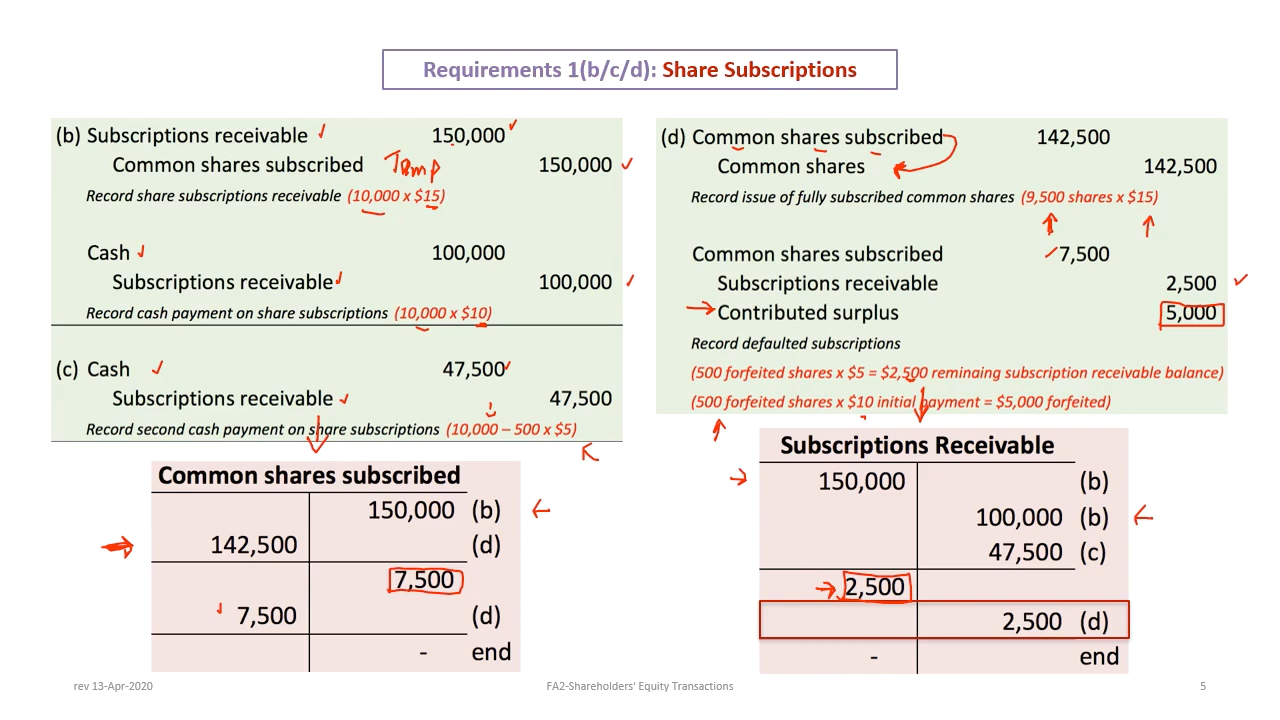 Requirements 1(b/c/d): Share Subscriptions
(b) Subscriptions receivable 150,000
Common shares subscribed Temp 150,000
Record share subscriptions receivable (10,000 x $15)
Cash 100,000
Subscriptions receivable 100,000
Record cash payment on share subscriptions (10,000 x $10)
(c) Cash 47,500
Subscriptions receivable 47,500
Record second cash payment on share subscriptions (10,000 – 500 x $5)
(d) Common shares subscribed 142,500
Common shares 142,500
Record issue of fully subscribed common shares (9,500 shares x $15)
Common shares subscribed 7,500
Subscriptions receivable 2,500
Contributed surplus 5,000
Record defaulted subscriptions
(500 forfeited shares x $5 = $2,500 reminaing subscription receivable balance)
(500 forfeited shares x $10 initial payment = $5,000 forfeited)
Common shares subscribed
150,000 (b)
142,500 (d)
7,500
7,500 (d)
- end
Subscriptions Receivable
150,000 (b)
100,000 (b)
47,500 (c)
2,500
2,500 (d)
- end
rev 13-Apr-2020 FA2-Shareholders' Equity Transactions 5